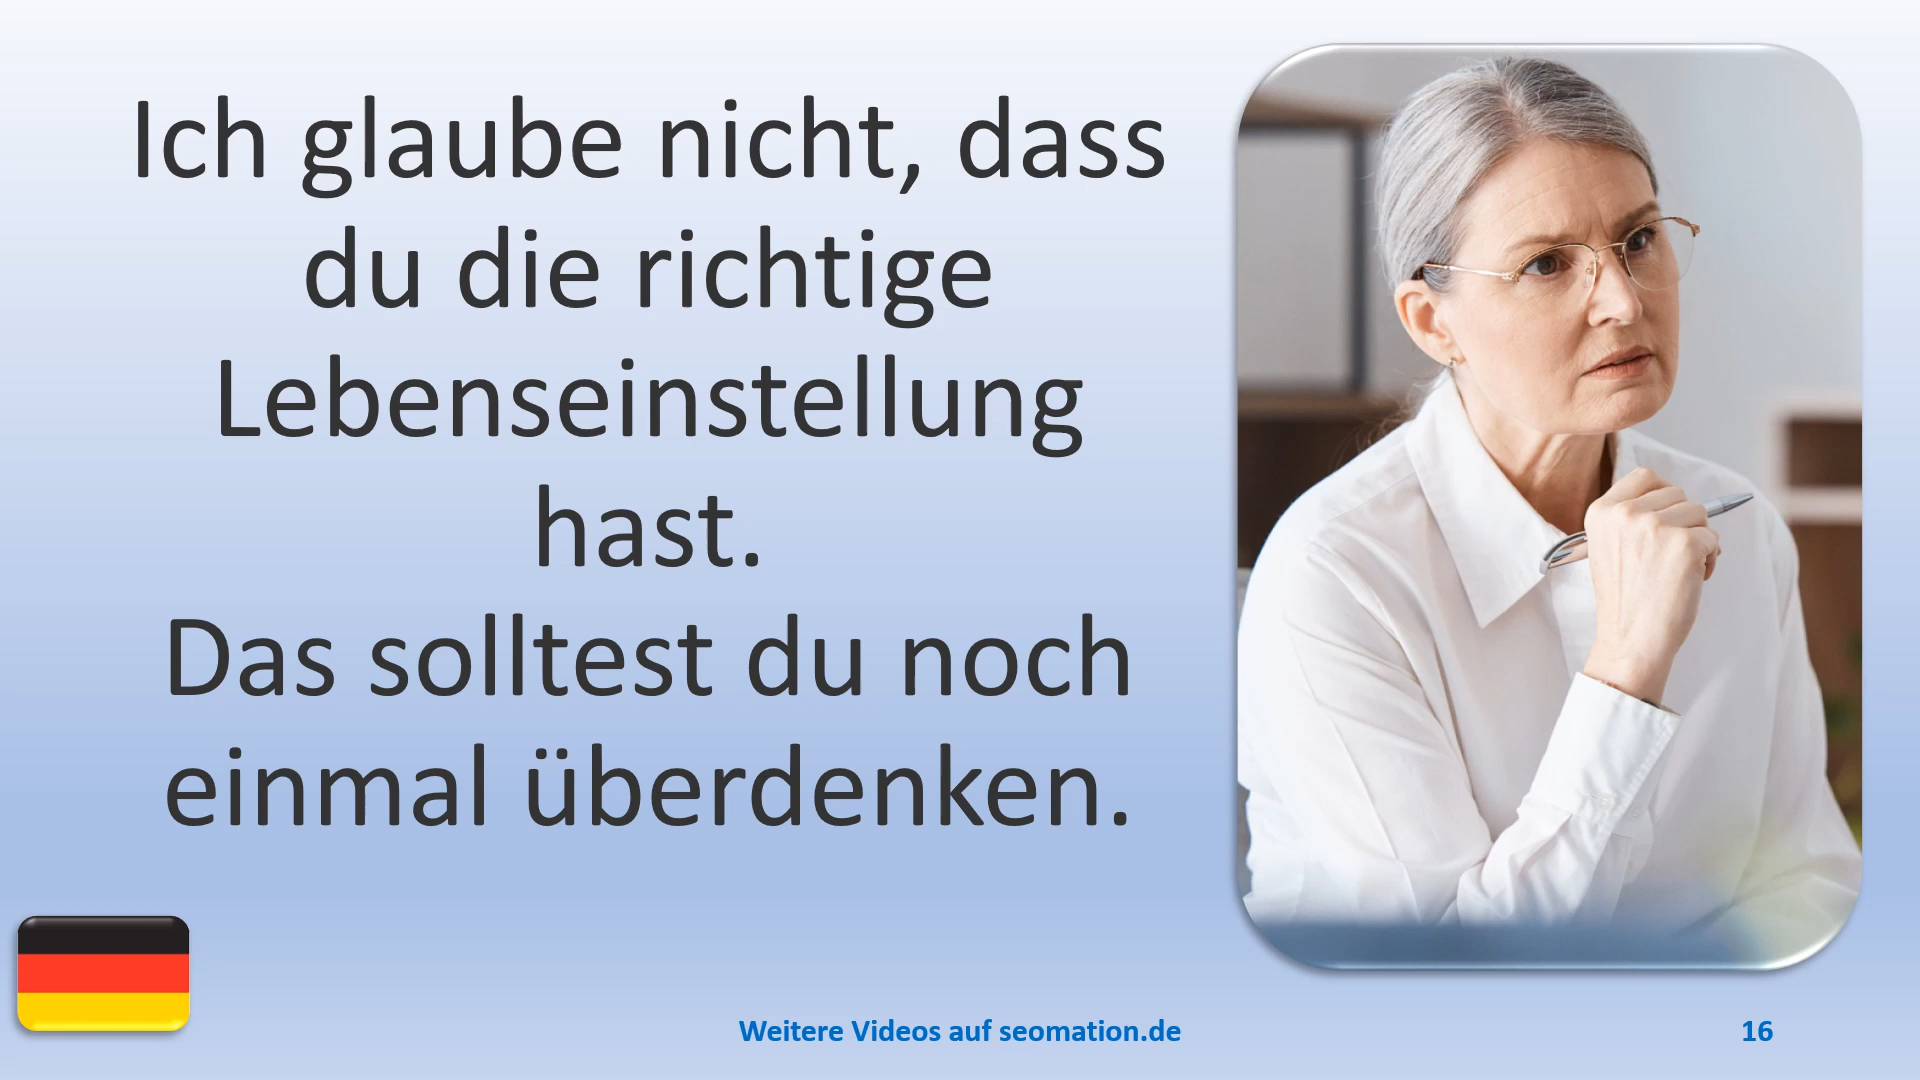 Ich glaube nicht, dass
du die richtige
Lebenseinstellung
hast.
Das solltest du noch
einmal überdenken.
Weitere Videos auf seomation.de
16